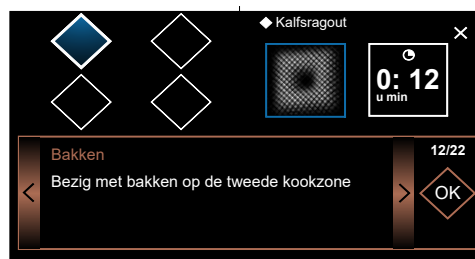 Kalfsragout
0: 12
u min
Bakken
12/22
Bezig met bakken op de tweede kookzone
OK